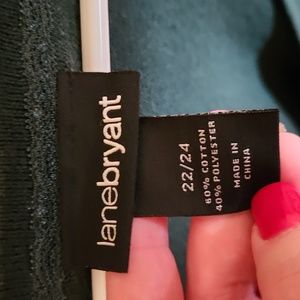 lanebryant
22/24
60% COTTON
40% POLYESTER
MADE IN
CHINA